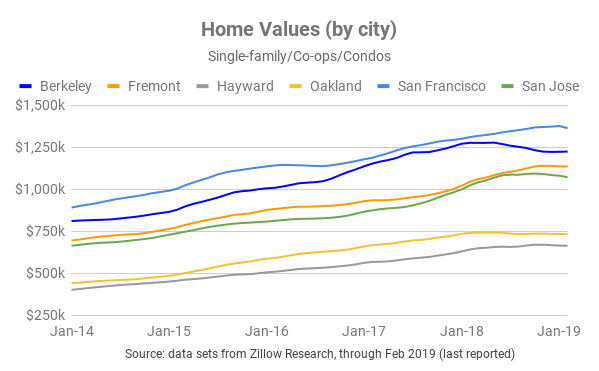 Home Values (by city)
Single-family/Co-ops/Condos
Berkeley Fremont Hayward Oakland San Francisco San Jose
$1,500k
$1,250k
$1,000k
$750k
$500k
$250k
Jan-14 Jan-15 Jan-16 Jan-17 Jan-18 Jan-19
Source: data sets from Zillow Research, through Feb 2019 (last reported)